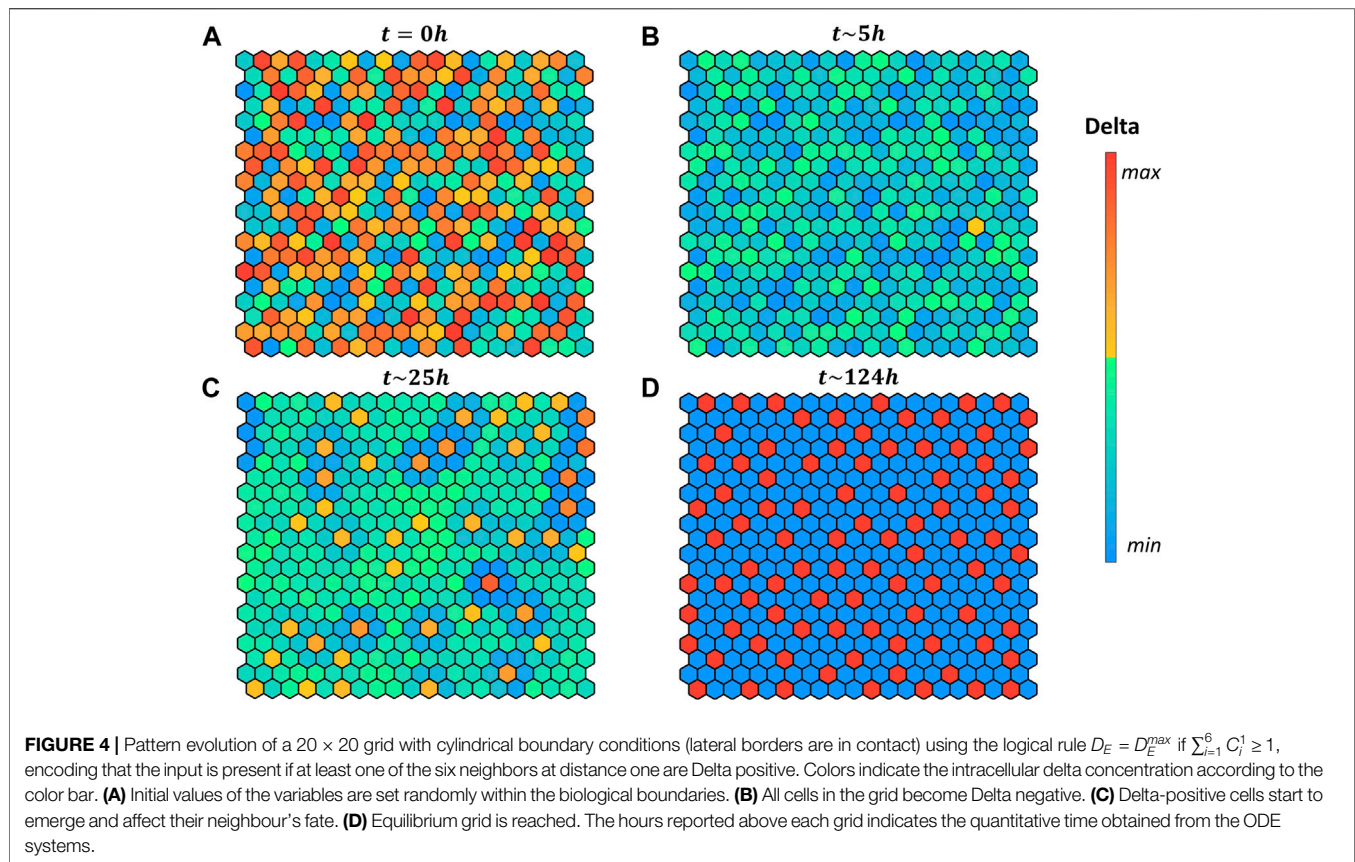 A
t = 0h
B
t~5h
Delta
max
min
C
t~25h
D
t~124h
FIGURE 4 | Pattern evolution of a 20 × 20 grid with cylindrical boundary conditions (lateral borders are in contact) using the logical rule $D_E = D_E^{max}$ if $\sum_{i=1}^{6} C_i^1 \geq 1$,
encoding that the input is present if at least one of the six neighbors at distance one are Delta positive. Colors indicate the intracellular delta concentration according to the
color bar. (A) Initial values of the variables are set randomly within the biological boundaries. (B) All cells in the grid become Delta negative. (C) Delta-positive cells start to
emerge and affect their neighbour's fate. (D) Equilibrium grid is reached. The hours reported above each grid indicates the quantitative time obtained from the ODE
systems.